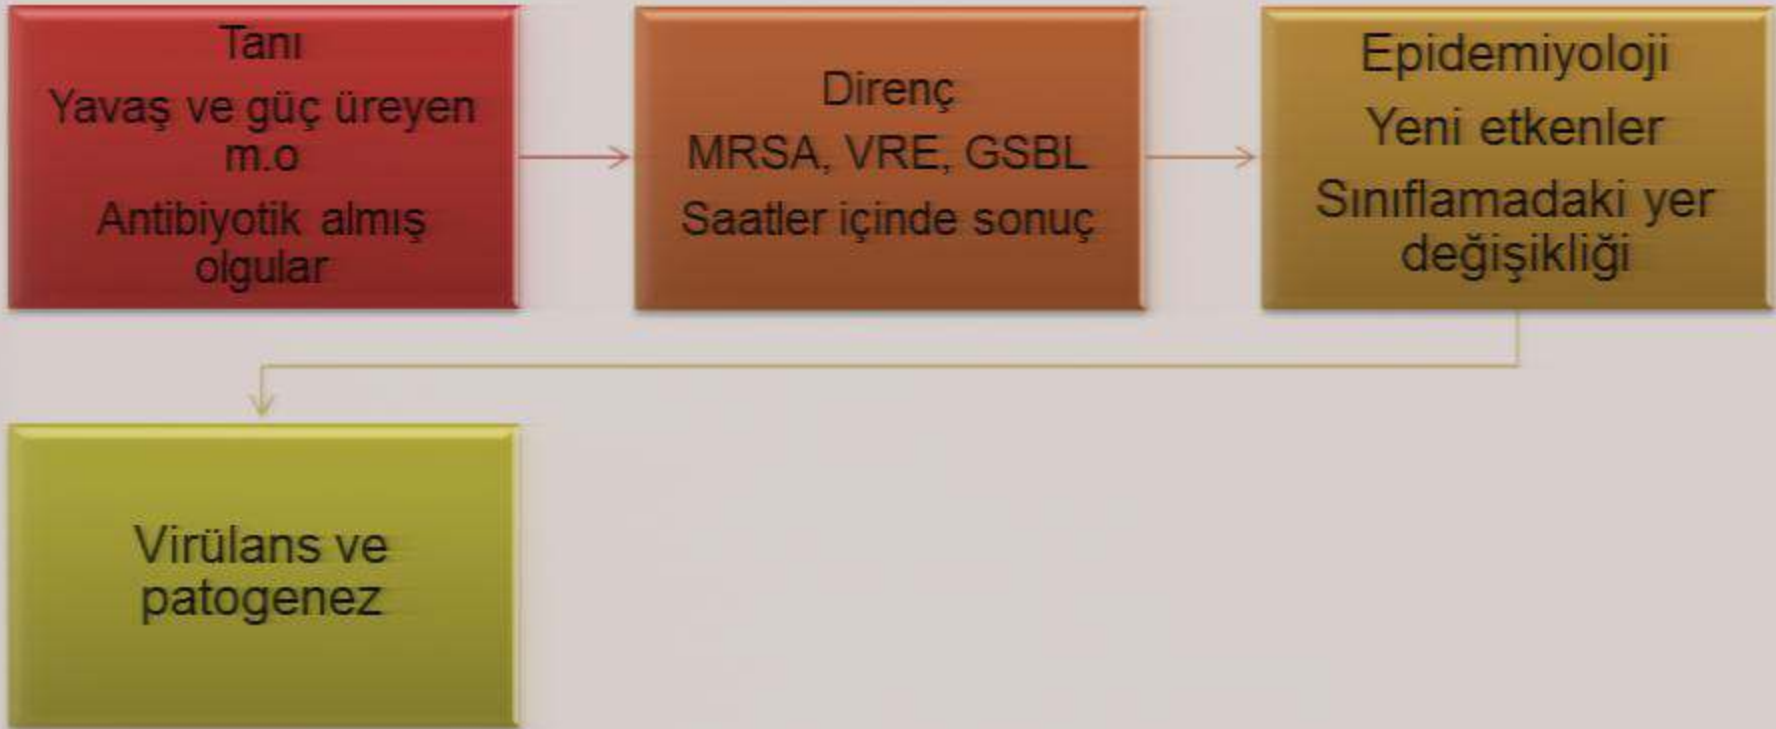 Tanı
Yavaş ve güç üreyen
m.o
Antibiyotik almış
olgular
Direnç
MRSA, VRE, GSBL
Saatler içinde sonuç
Epidemiyoloji
Yeni etkenler
Sınıflamadaki yer
değişikliği
Virülans ve
patogenez